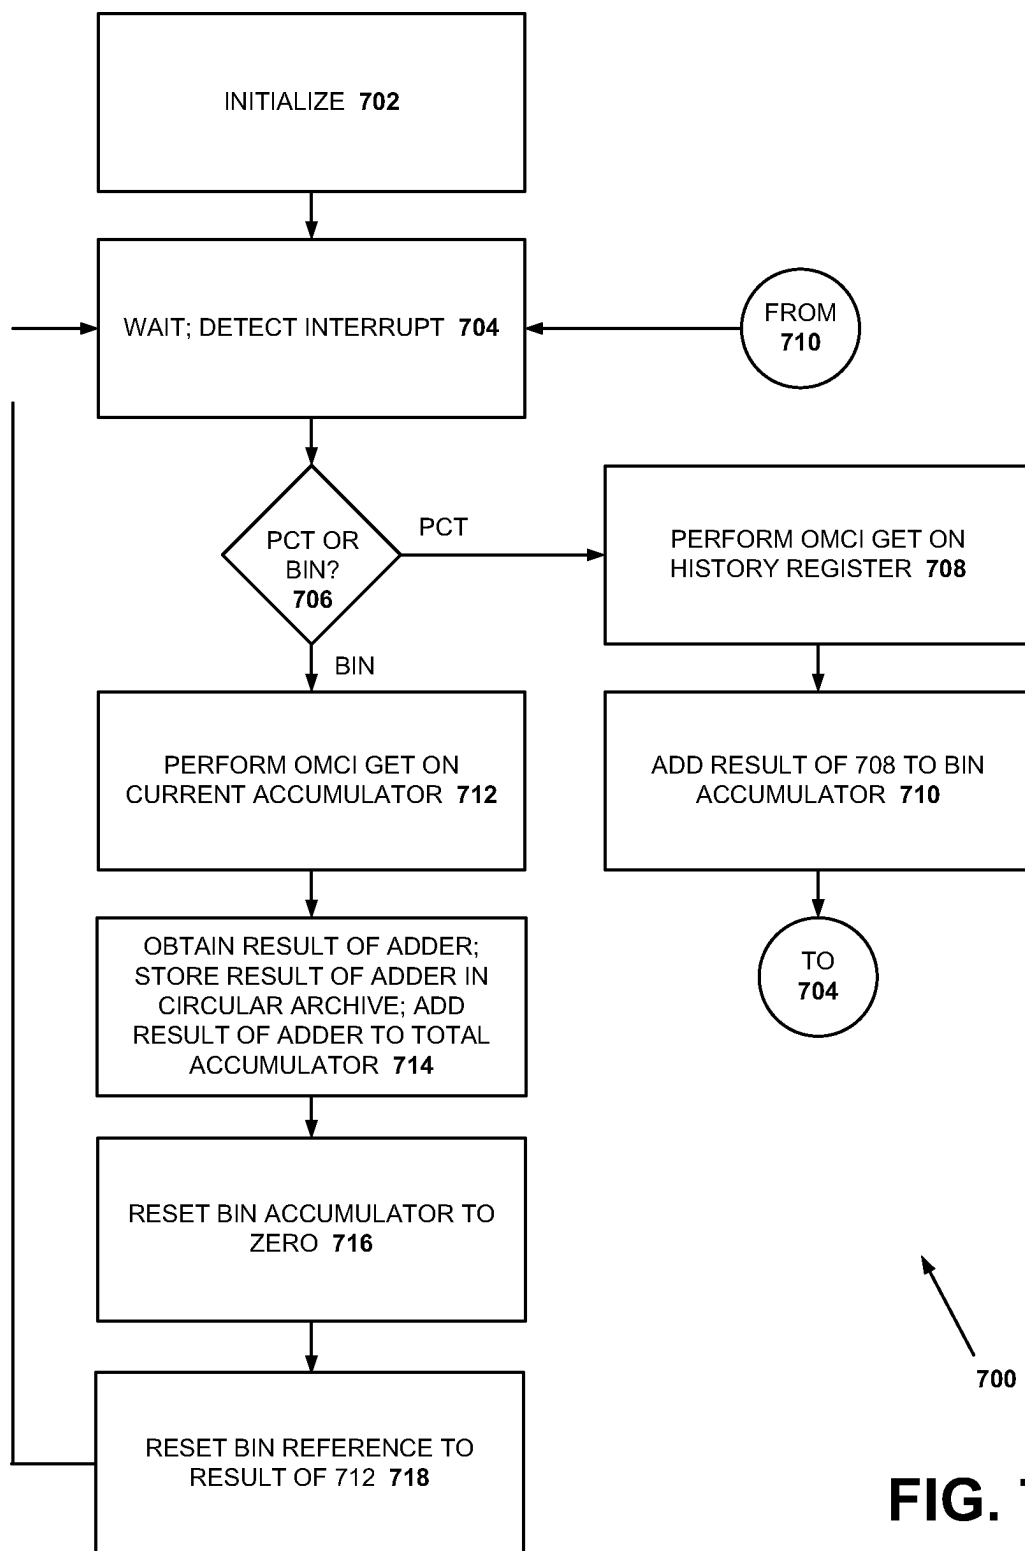 INITIALIZE 702
WAIT; DETECT INTERRUPT 704
FROM
710
PCT OR
BIN?
706
PCT
BIN
PERFORM OMCI GET ON
HISTORY REGISTER 708
PERFORM OMCI GET ON
CURRENT ACCUMULATOR 712
ADD RESULT OF 708 TO BIN
ACCUMULATOR 710
OBTAIN RESULT OF ADDER;
STORE RESULT OF ADDER IN
CIRCULAR ARCHIVE; ADD
RESULT OF ADDER TO TOTAL
ACCUMULATOR 714
TO
704
RESET BIN ACCUMULATOR TO
ZERO 716
700
RESET BIN REFERENCE TO
RESULT OF 712 718
FIG.